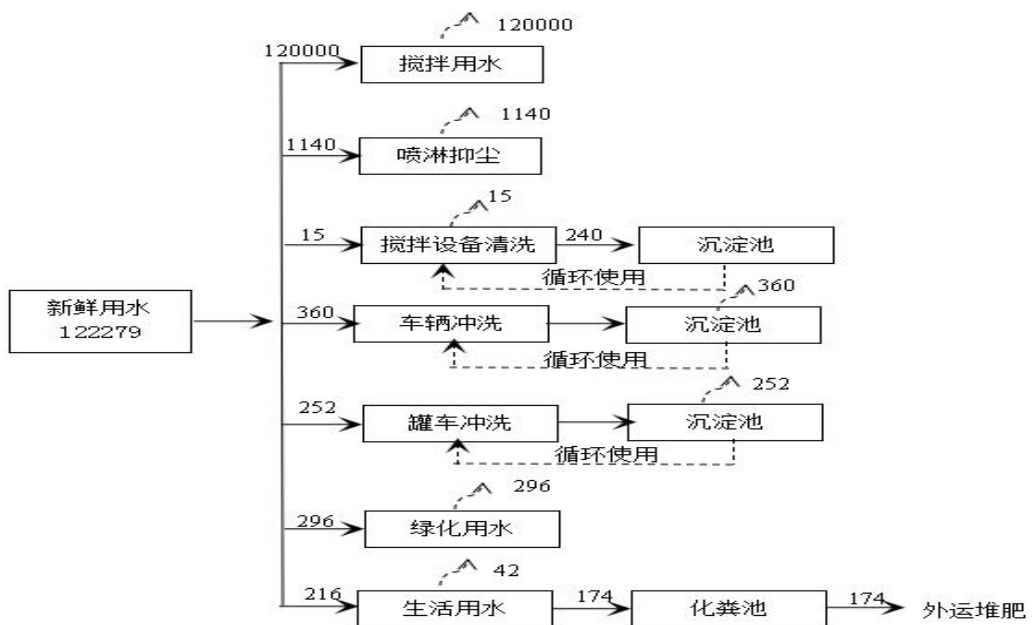 120000
120000
搅拌用水
1140
1140
喷淋抑尘
15
15
搅拌设备清洗
240
沉淀池
循环使用
新鲜用水
122279
360
360
车辆冲洗
沉淀池
循环使用
252
252
罐车冲洗
沉淀池
循环使用
296
296
绿化用水
42
216
生活用水
174
化粪池
174
外运堆肥